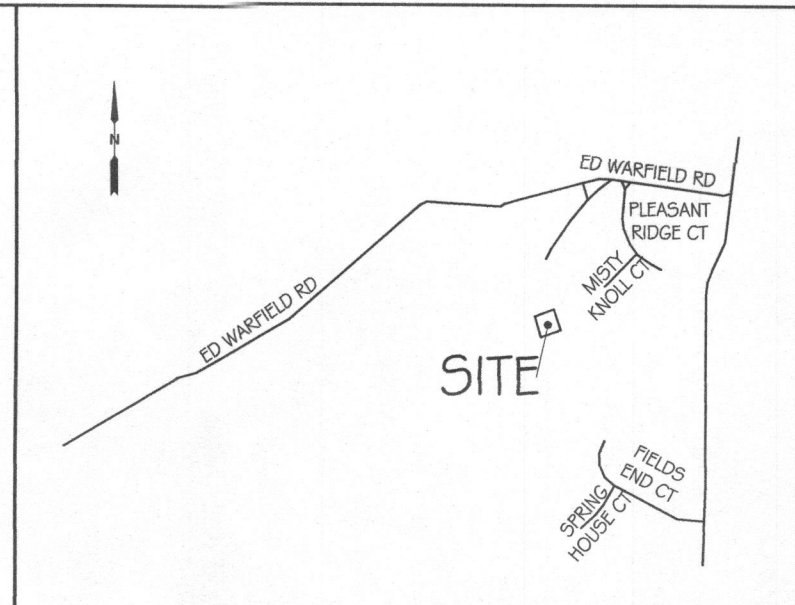 N
ED WARFIELD RD
PLEASANT
RIDGE CT
MISTY
KNOLL CT
ED WARFIELD RD
SITE
FIELDS
END CT
SPRING
HOUSE CT